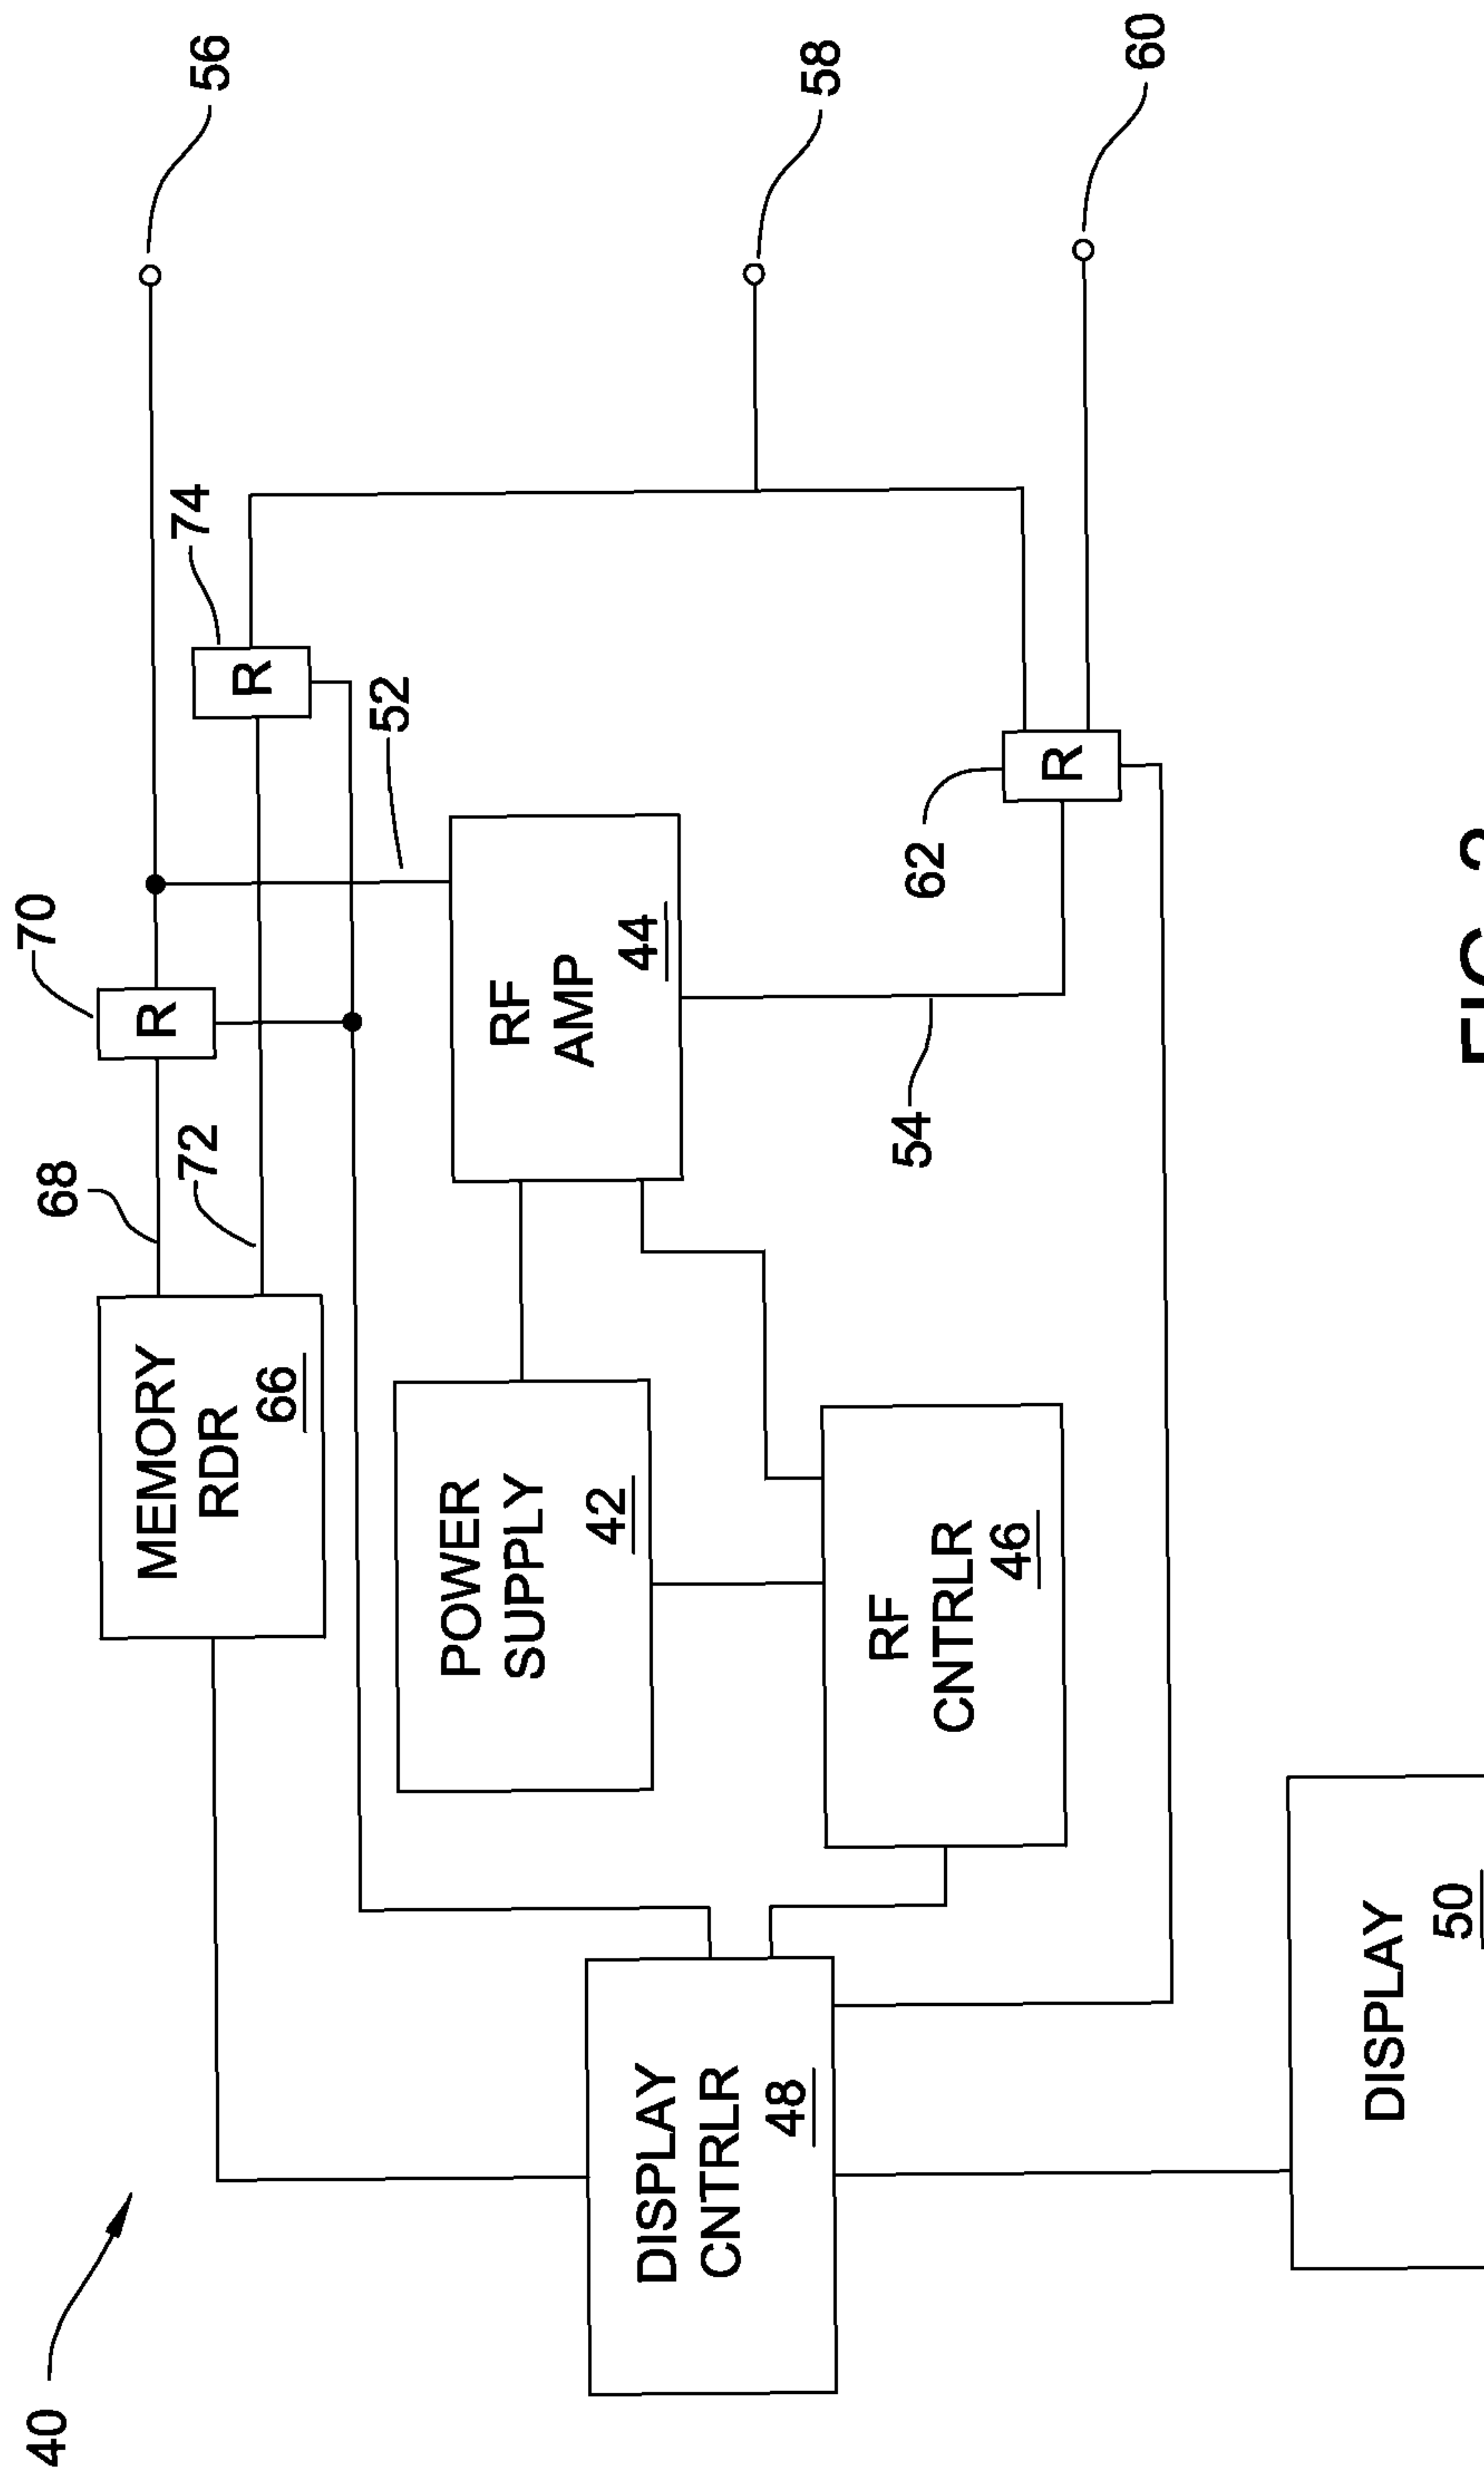 40
56
58
60
70
74
68
72
52
R
R
MEMORY
RDR
66
RF
AMP
44
POWER
SUPPLY
42
62
R
54
RF
CNTRLR
46
DISPLAY
CNTRLR
48
DISPLAY
50